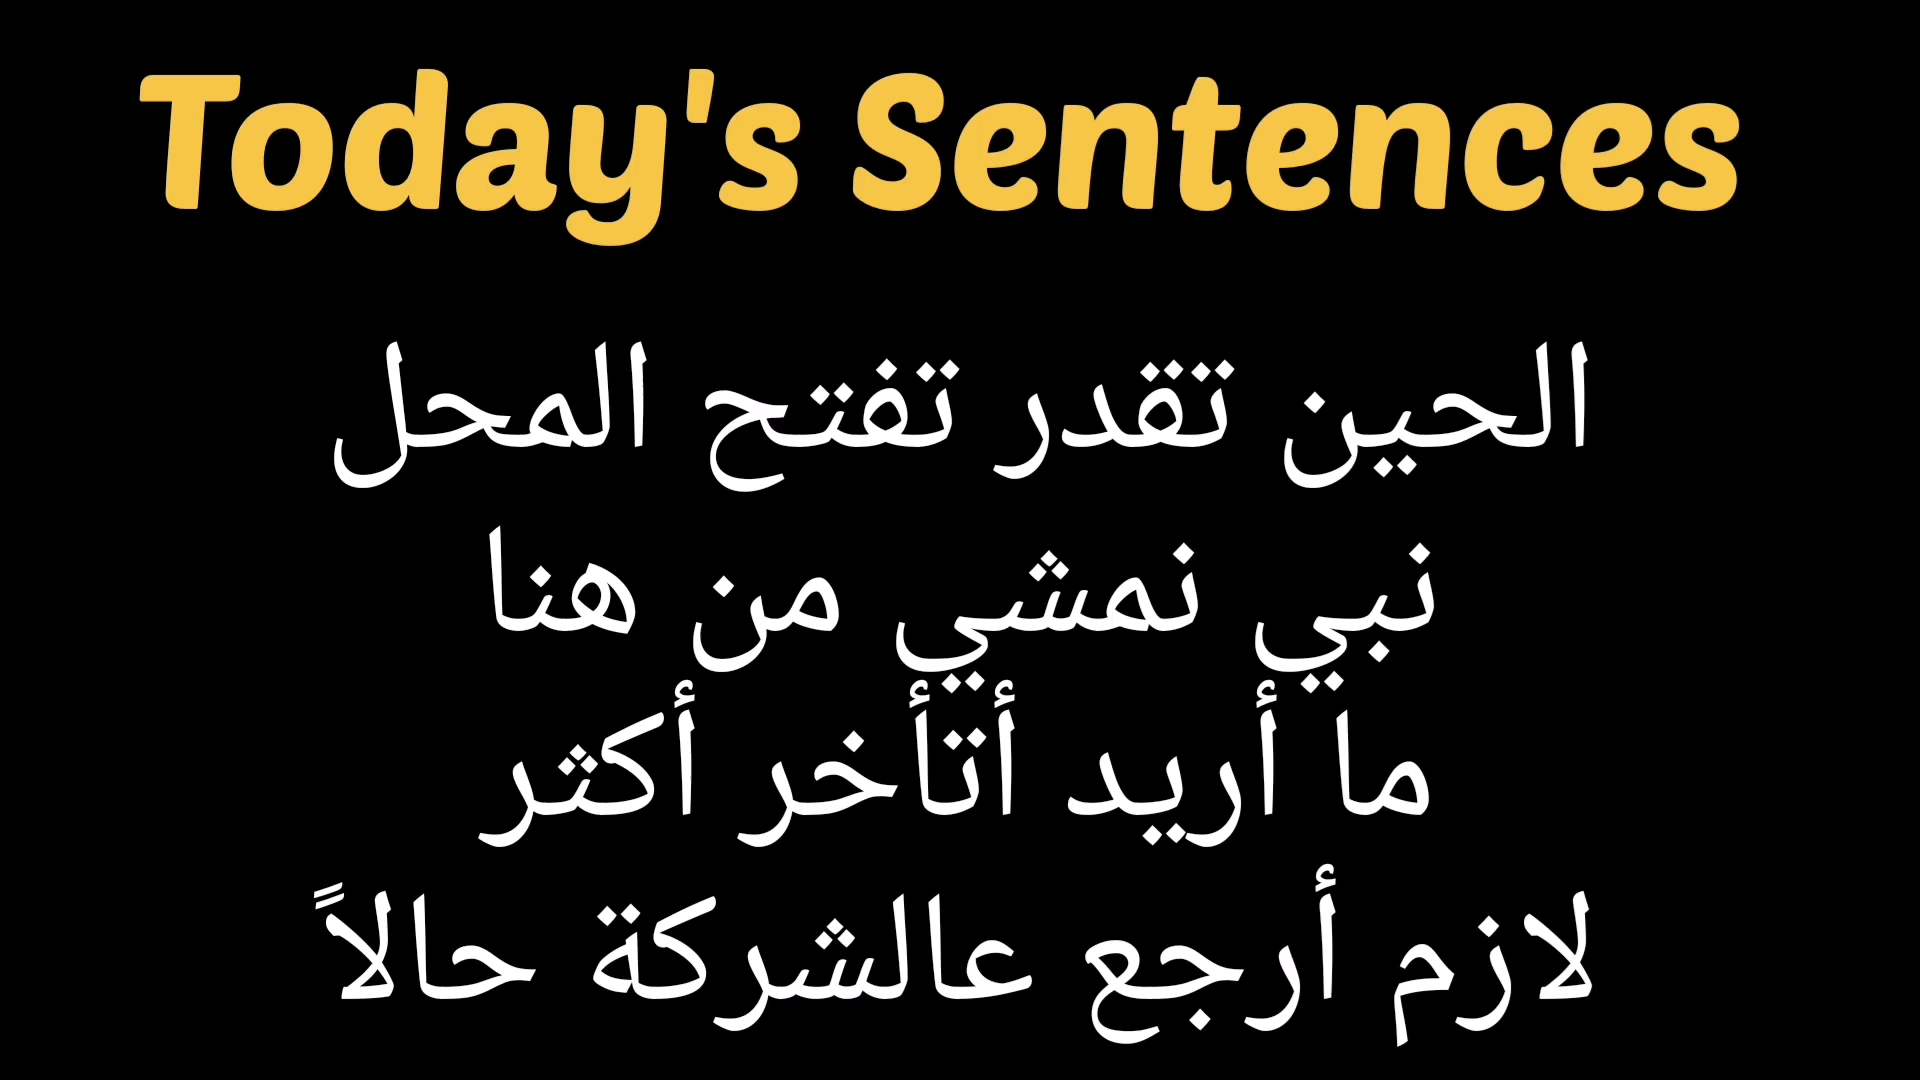 Today's Sentences
الحين تقدر تفتح المحل
نبي نمشي من هنا
ما أريد أتأخر أكثر
لازم أرجع عالشركة حالاً